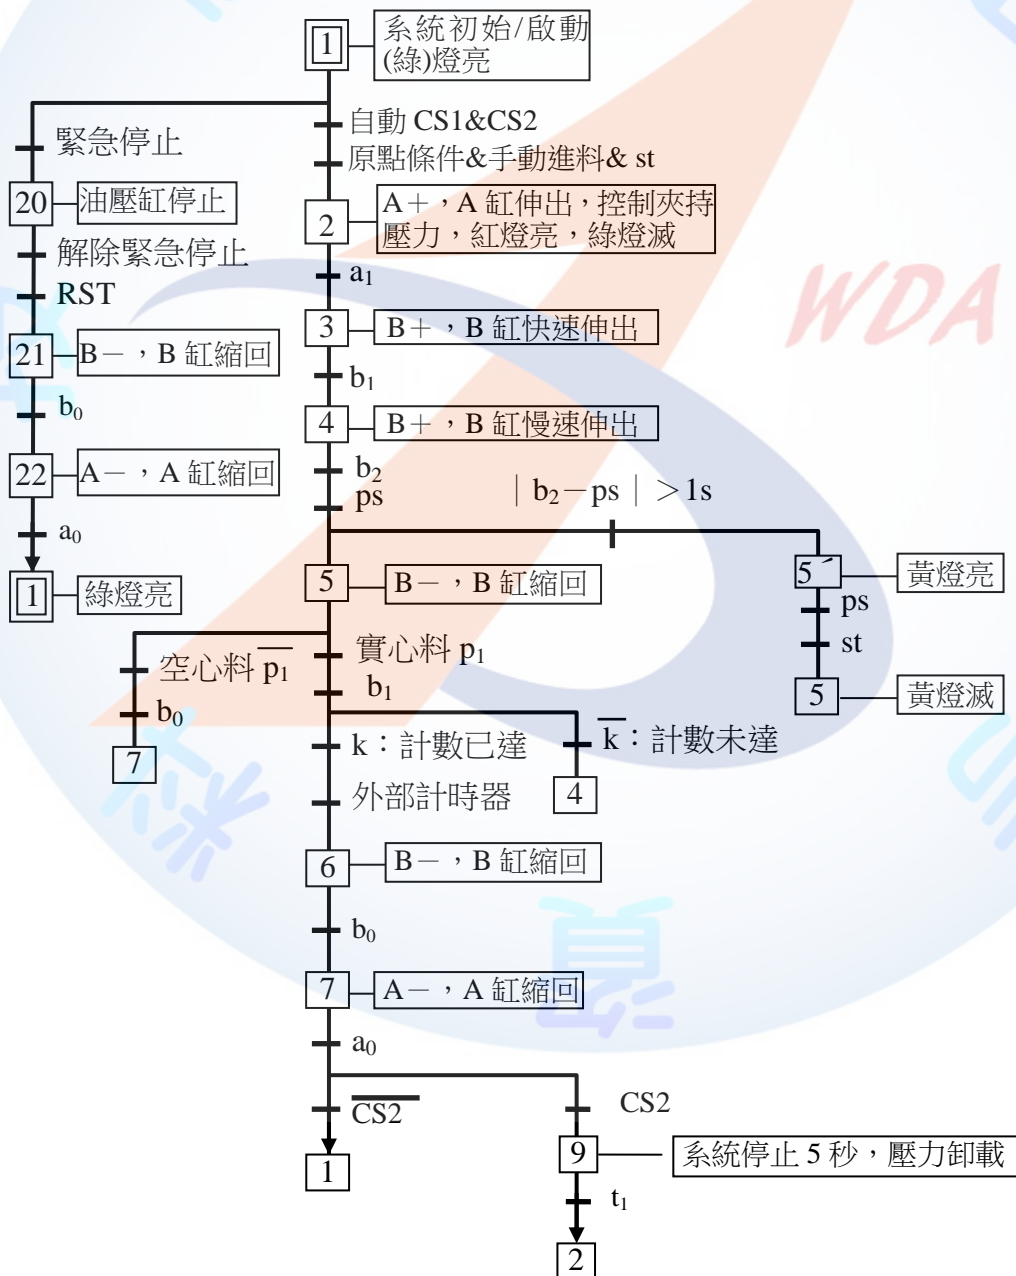 1
系統初始/啟動
(綠)燈亮
緊急停止
自動 CS1&CS2
原點條件&手動進料& st
20
油壓缸停止
2
A＋，A 缸伸出，控制夾持
壓力，紅燈亮，綠燈滅
解除緊急停止
RST
a₁
WDA
21
B－，B 缸縮回
3
B＋，B 缸快速伸出
b₀
b₁
22
A－，A 缸縮回
4
B＋，B 缸慢速伸出
b₂
ps
｜b₂－ps｜＞1s
a₀
1
綠燈亮
5
B－，B 缸縮回
5´
黃燈亮
ps
st
5
黃燈滅
空心料 p̅₁
實心料 p₁
b₁
b₀
7
k：計數已達
k̅：計數未達
外部計時器
4
6
B－，B 缸縮回
b₀
7
A－，A 缸縮回
a₀
C̅S̅2̅
CS2
1
9
系統停止 5 秒，壓力卸載
t₁
2